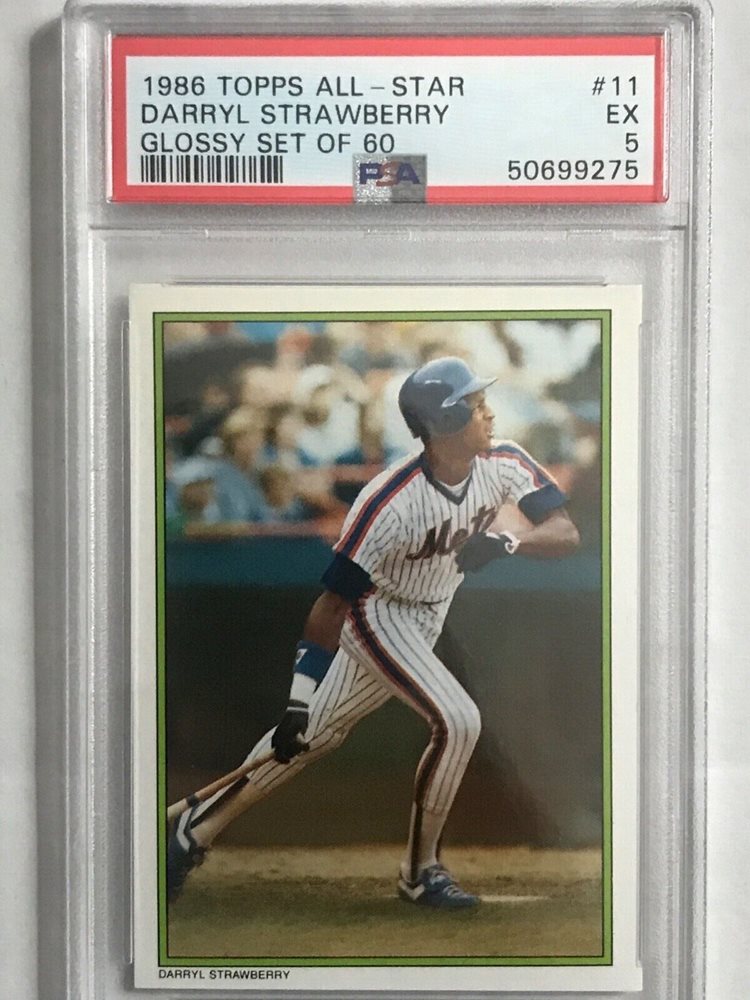 1986 TOPPS ALL-STAR #11
DARRYL STRAWBERRY EX
GLOSSY SET OF 60 5
PSA 50699275
Mets
DARRYL STRAWBERRY